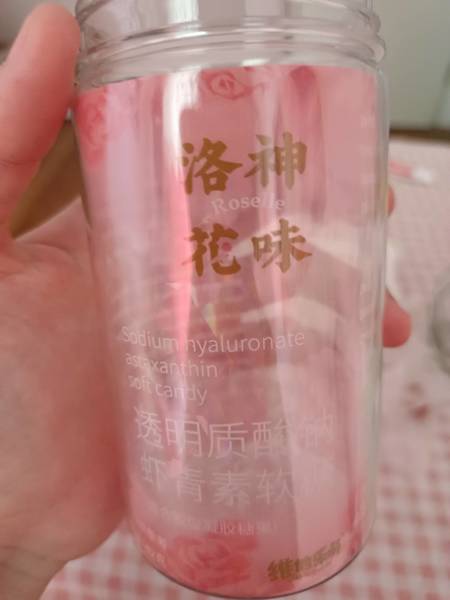 洛神
Roselle
花味
Sodium hyaluronate
astaxanthin
soft candy
透明质酸钠
虾青素软糖